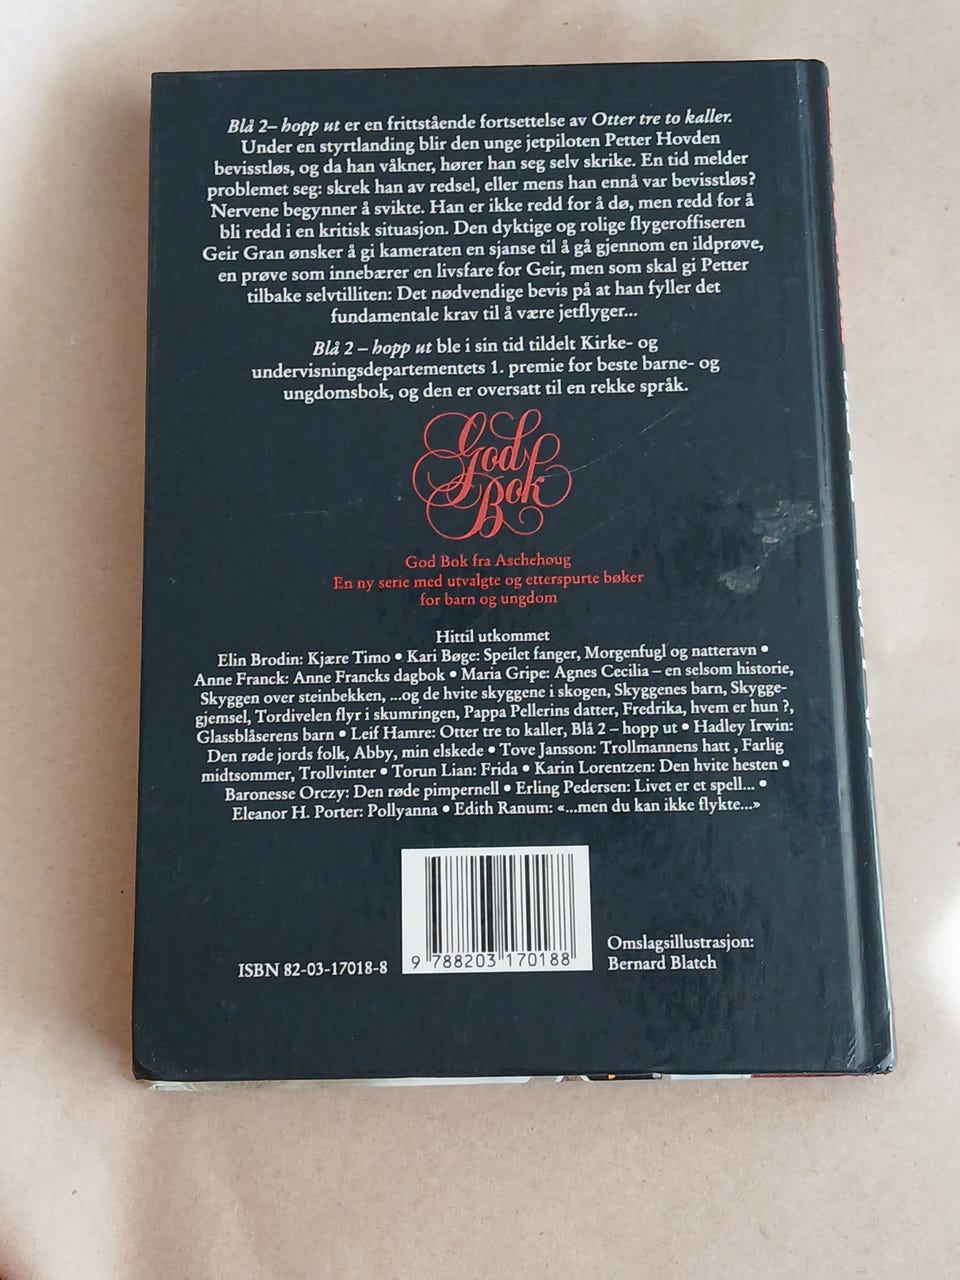 Blå 2– hopp ut er en frittstående fortsettelse av Otter tre to kaller.
Under en styrtlanding blir den unge jetpiloten Petter Hovden
bevisstløs, og da han våkner, hører han seg selv skrike. En tid melder
problemet seg: skrek han av redsel, eller mens han ennå var bevisstløs?
Nervene begynner å svikte. Han er ikke redd for å dø, men redd for å
bli redd i en kritisk situasjon. Den dyktige og rolige flygeroffiseren
Geir Gran ønsker å gi kameraten en sjanse til å gå gjennom en ildprøve,
en prøve som innebærer en livsfare for Geir, men som skal gi Petter
tilbake selvtilliten: Det nødvendige bevis på at han fyller det
fundamentale krav til å være jetflyger...
Blå 2 – hopp ut ble i sin tid tildelt Kirke- og
undervisningsdepartementets 1. premie for beste barne- og
ungdomsbok, og den er oversatt til en rekke språk.
God
Bok
God Bok fra Aschehoug
En ny serie med utvalgte og etterspurte bøker
for barn og ungdom
Hittil utkommet
Elin Brodin: Kjære Timo • Kari Bøge: Speilet fanger, Morgenfugl og natteravn •
Anne Franck: Anne Francks dagbok • Maria Gripe: Agnes Cecilia – en selsom historie,
Skyggen over steinbekken, ...og de hvite skyggene i skogen, Skyggenes barn, Skygge-
gjemsel, Tordivelen flyr i skumringen, Pappa Pellerins datter, Fredrika, hvem er hun ?,
Glassblåserens barn • Leif Hamre: Otter tre to kaller, Blå 2 – hopp ut • Hadley Irwin:
Den røde jords folk, Abby, min elskede • Tove Jansson: Trollmannens hatt , Farlig
midtsommer, Trollvinter • Torun Lian: Frida • Karin Lorentzen: Den hvite hesten •
Baronesse Orczy: Den røde pimpernell • Erling Pedersen: Livet er et spell... •
Eleanor H. Porter: Pollyanna • Edith Ranum: «...men du kan ikke flykte...»
ISBN 82-03-17018-8
9 788203 170188
Omslagsillustrasjon:
Bernard Blatch